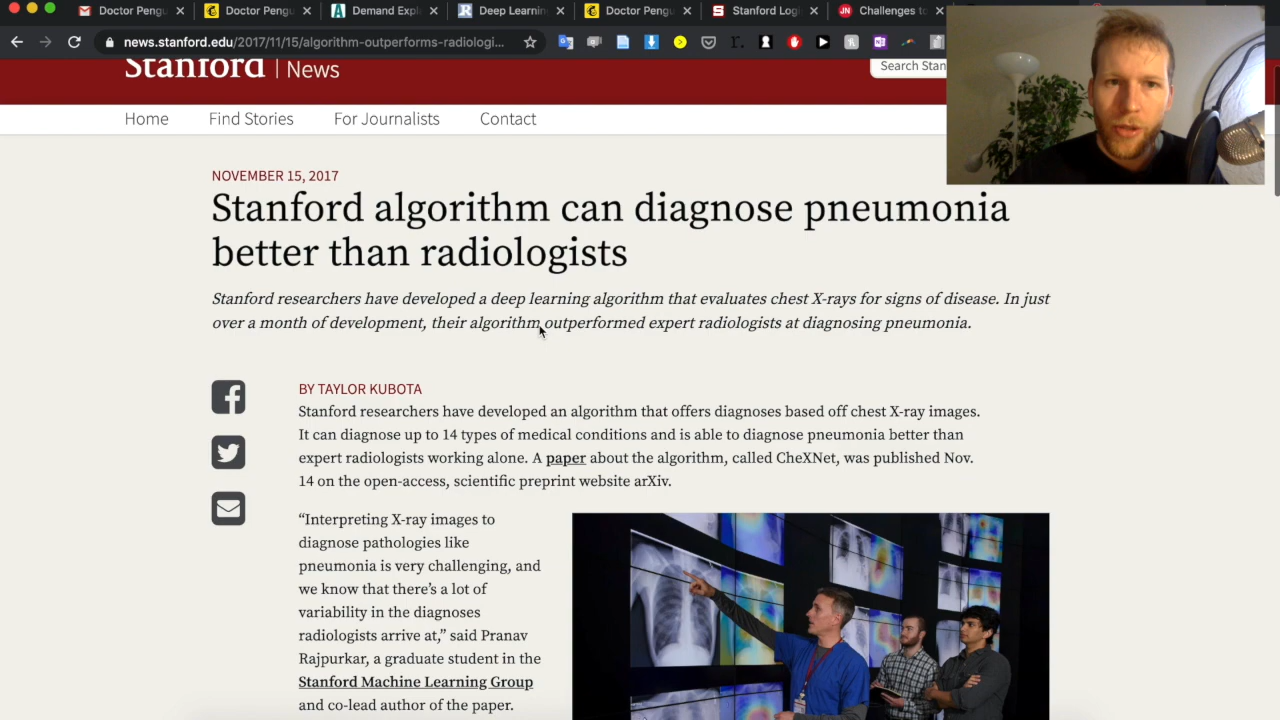 Doctor Pengu
Doctor Pengu
Demand Expl
Deep Learnin
Doctor Pengu
Stanford Logi
JN Challenges to
news.stanford.edu/2017/11/15/algorithm-outperforms-radiologi...
Stanford | News
Search Stan
Home Find Stories For Journalists Contact
NOVEMBER 15, 2017
Stanford algorithm can diagnose pneumonia
better than radiologists
Stanford researchers have developed a deep learning algorithm that evaluates chest X-rays for signs of disease. In just
over a month of development, their algorithm outperformed expert radiologists at diagnosing pneumonia.
BY TAYLOR KUBOTA
Stanford researchers have developed an algorithm that offers diagnoses based off chest X-ray images.
It can diagnose up to 14 types of medical conditions and is able to diagnose pneumonia better than
expert radiologists working alone. A paper about the algorithm, called CheXNet, was published Nov.
14 on the open-access, scientific preprint website arXiv.
“Interpreting X-ray images to
diagnose pathologies like
pneumonia is very challenging, and
we know that there’s a lot of
variability in the diagnoses
radiologists arrive at,” said Pranav
Rajpurkar, a graduate student in the
Stanford Machine Learning Group
and co-lead author of the paper.